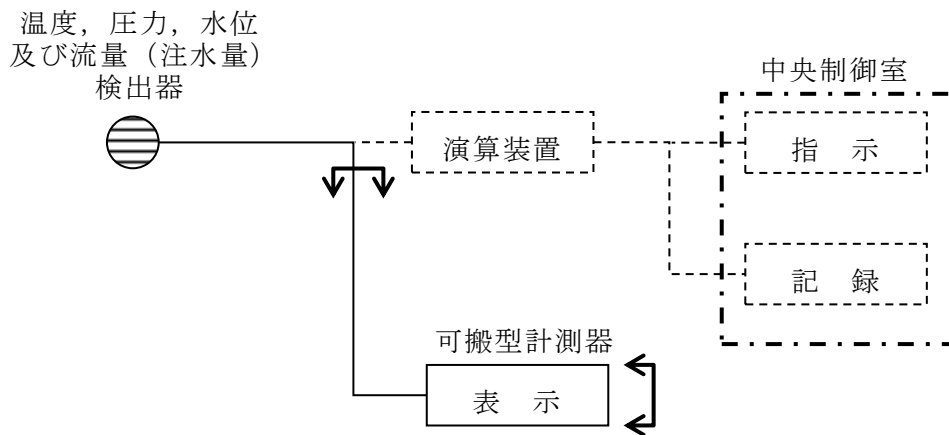 温度，圧力，水位
及び流量（注水量）
検出器
中央制御室
演算装置
指　示
記　録
可搬型計測器
表　示